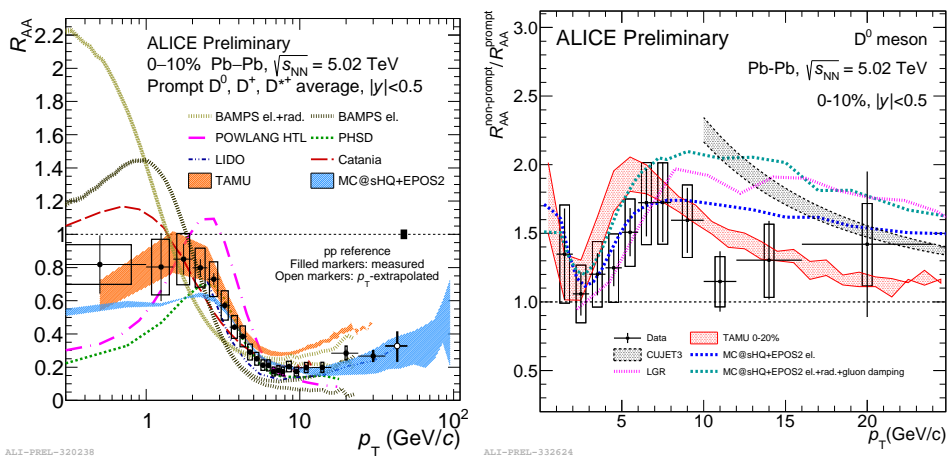 R_AA
2.2
2
1.8
1.6
1.4
1.2
1
0.8
0.6
0.4
0.2
0
ALICE Preliminary
0–10% Pb–Pb, √s_NN = 5.02 TeV
Prompt D⁰, D⁺, D*⁺ average, |y|<0.5
BAMPS el.+rad. BAMPS el.
POWLANG HTL PHSD
LIDO Catania
TAMU MC@sHQ+EPOS2
pp reference
Filled markers: measured
Open markers: p_T-extrapolated
1 10 10²
p_T (GeV/c)
ALI-PREL-320238
R_AA^non-prompt/R_AA^prompt
3.0
2.5
2.0
1.5
1.0
0.5
ALICE Preliminary
D⁰ meson
Pb-Pb, √s_NN = 5.02 TeV
0-10%, |y|<0.5
Data TAMU 0-20%
CUJET3 MC@sHQ+EPOS2 el.
LGR MC@sHQ+EPOS2 el.+rad.+gluon damping
0 5 10 15 20
p_T (GeV/c)
ALI-PREL-332624